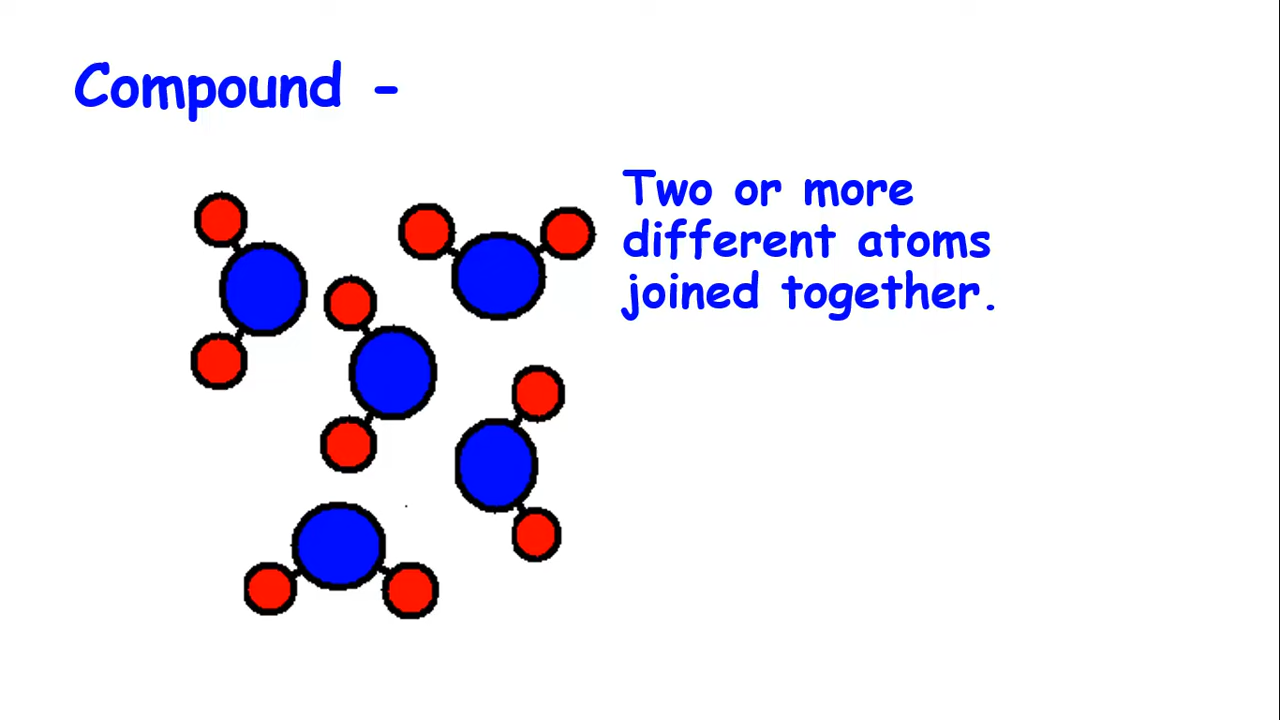 Compound -
Two or more
different atoms
joined together.